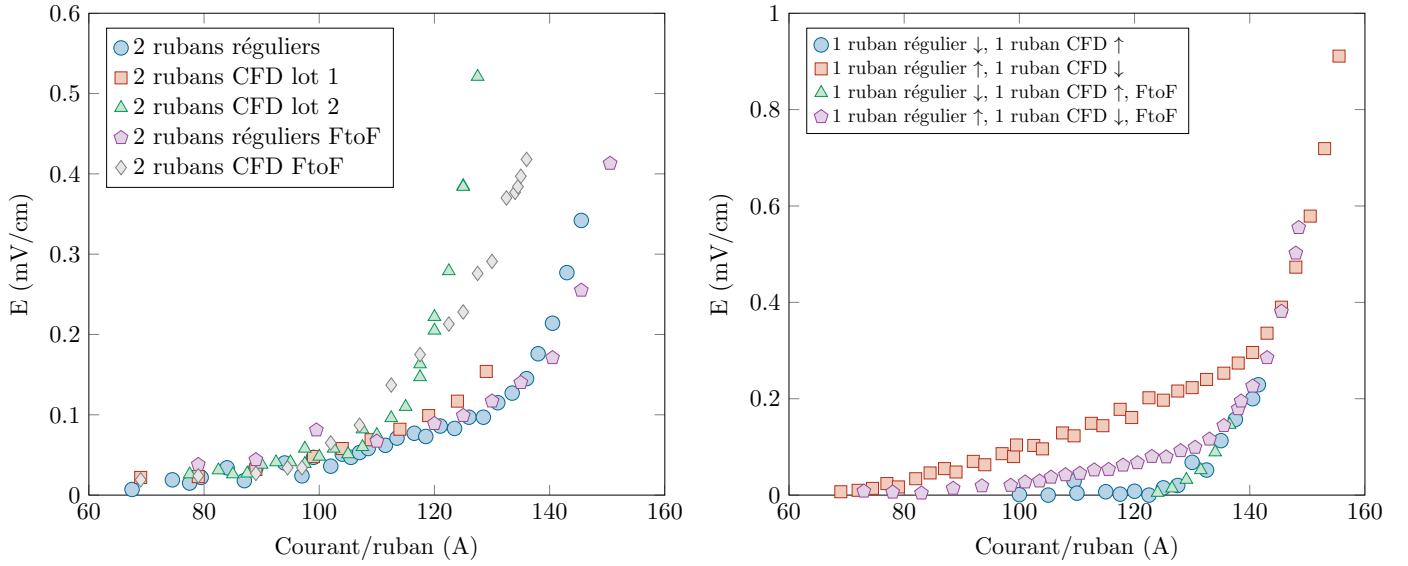 0.6
0.5
0.4
0.3
0.2
0.1
0
60 80 100 120 140 160
E (mV/cm)
Courant/ruban (A)
2 rubans réguliers
2 rubans CFD lot 1
2 rubans CFD lot 2
2 rubans réguliers FtoF
2 rubans CFD FtoF
1
0.8
0.6
0.4
0.2
0
60 80 100 120 140 160
E (mV/cm)
Courant/ruban (A)
1 ruban régulier ↓, 1 ruban CFD ↑
1 ruban régulier ↑, 1 ruban CFD ↓
1 ruban régulier ↓, 1 ruban CFD ↑, FtoF
1 ruban régulier ↑, 1 ruban CFD ↓, FtoF